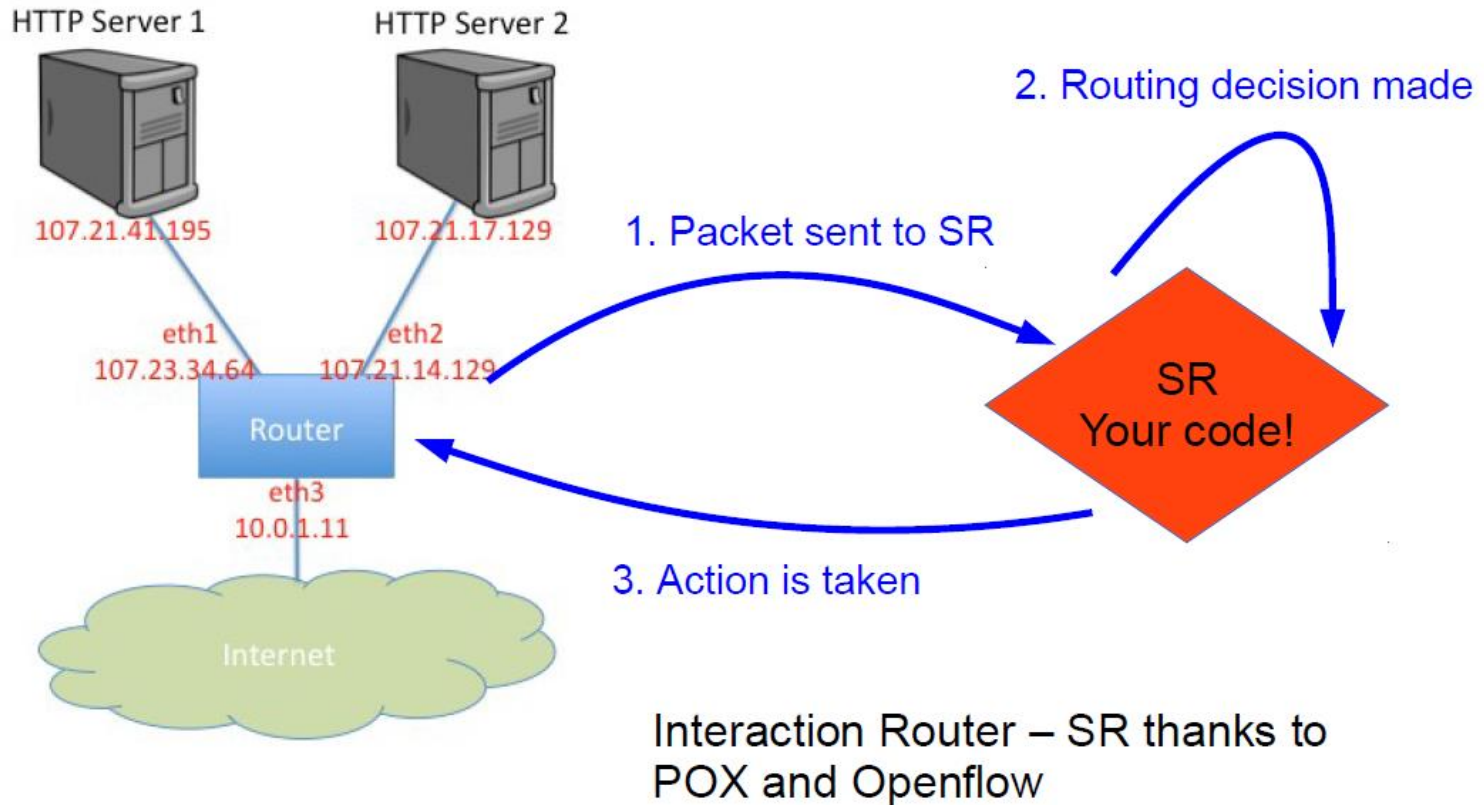 HTTP Server 1
HTTP Server 2
2. Routing decision made
107.21.41.195
107.21.17.129
1. Packet sent to SR
eth1
107.23.34.64
eth2
107.21.14.129
SR
Your code!
Router
eth3
10.0.1.11
3. Action is taken
Internet
Interaction Router – SR thanks to
POX and Openflow